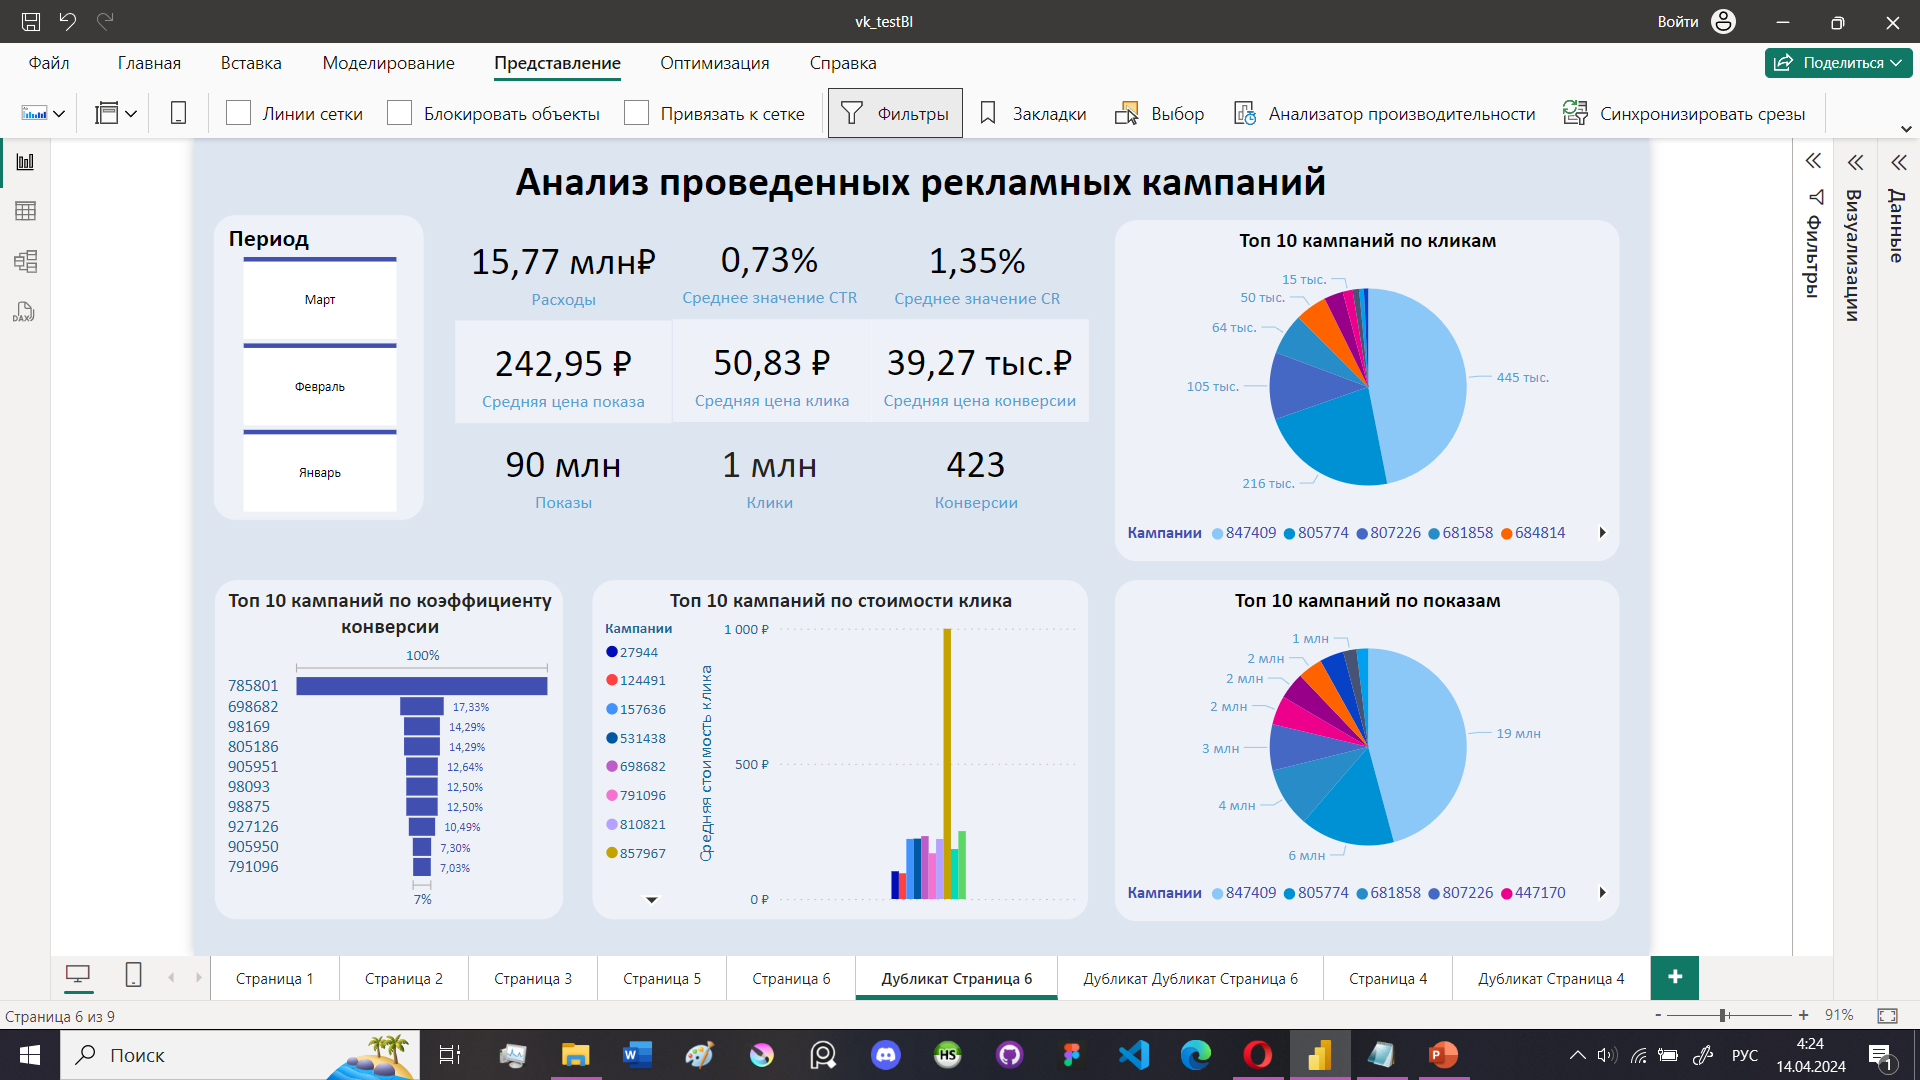 vk_testBI
Войти
Файл
Главная
Вставка
Моделирование
Представление
Оптимизация
Справка
Поделиться
Линии сетки
Блокировать объекты
Привязать к сетке
Фильтры
Закладки
Выбор
Анализатор производительности
Синхронизировать срезы
Анализ проведенных рекламных кампаний
Период
Март
Февраль
Январь
15,77 млн₽
Расходы
0,73%
Среднее значение CTR
1,35%
Среднее значение CR
242,95 ₽
Средняя цена показа
50,83 ₽
Средняя цена клика
39,27 тыс.₽
Средняя цена конверсии
90 млн
Показы
1 млн
Клики
423
Конверсии
Топ 10 кампаний по кликам
15 тыс.
50 тыс.
64 тыс.
105 тыс.
216 тыс.
445 тыс.
Кампании 847409 805774 807226 681858 684814
Топ 10 кампаний по коэффициенту
конверсии
100%
785801
698682 17,33%
98169 14,29%
805186 14,29%
905951 12,64%
98093 12,50%
98875 12,50%
927126 10,49%
905950 7,30%
791096 7,03%
7%
Топ 10 кампаний по стоимости клика
Кампании
27944
124491
157636
531438
698682
791096
810821
857967
Средняя стоимость клика
1 000 ₽
500 ₽
0 ₽
Топ 10 кампаний по показам
1 млн
2 млн
2 млн
2 млн
3 млн
4 млн
6 млн
19 млн
Кампании 847409 805774 681858 807226 447170
Фильтры
Визуализации
Данные
DAX
Страница 1
Страница 2
Страница 3
Страница 5
Страница 6
Дубликат Страница 6
Дубликат Дубликат Страница 6
Страница 4
Дубликат Страница 4
+
Страница 6 из 9
- + 91%
Поиск
W
HS
P
РУС
4:24
14.04.2024
1